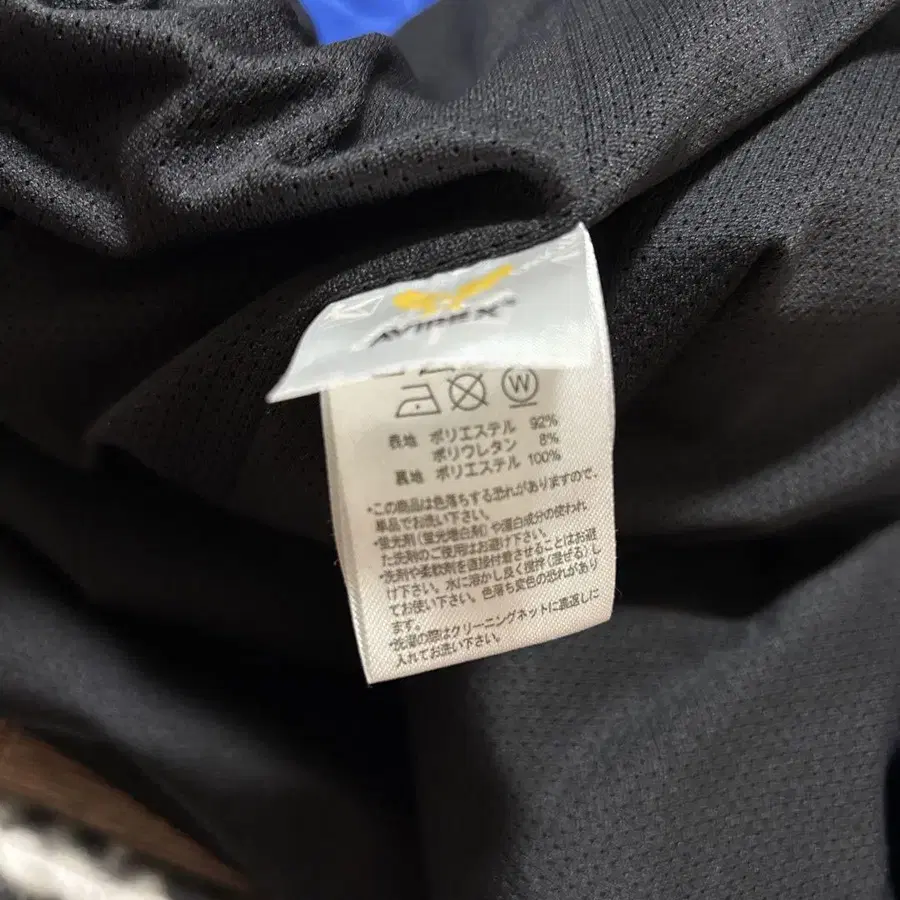 AVIREX
W
表地 ポリエステル 92%
ポリウレタン 8%
裏地 ポリエステル 100%
*この商品は色落ちする恐れがありますので、
単品でお洗い下さい。
*蛍光剤(蛍光増白剤)や蛋白成分の使われ
た洗剤のご使用はお避け下さい。
*洗剤や柔軟剤を直接付着させることはお避
け下さい。水に溶かし良く撹拌(混ぜる)し
てお使い下さい。色落ち変色の恐れがあり
ます。
*洗濯の際はクリーニングネットに裏返しに
入れてお洗い下さい。